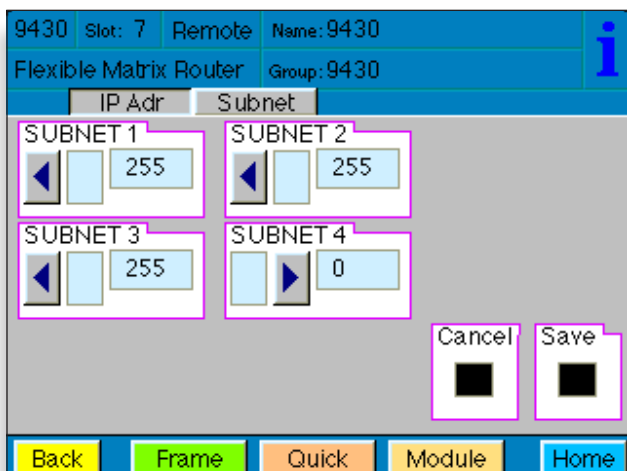 9430 Slot: 7 Remote Name: 9430
Flexible Matrix Router Group: 9430
i
IP Adr Subnet
SUBNET 1 SUBNET 2
255 255
SUBNET 3 SUBNET 4
255 0
Cancel Save
Back Frame Quick Module Home